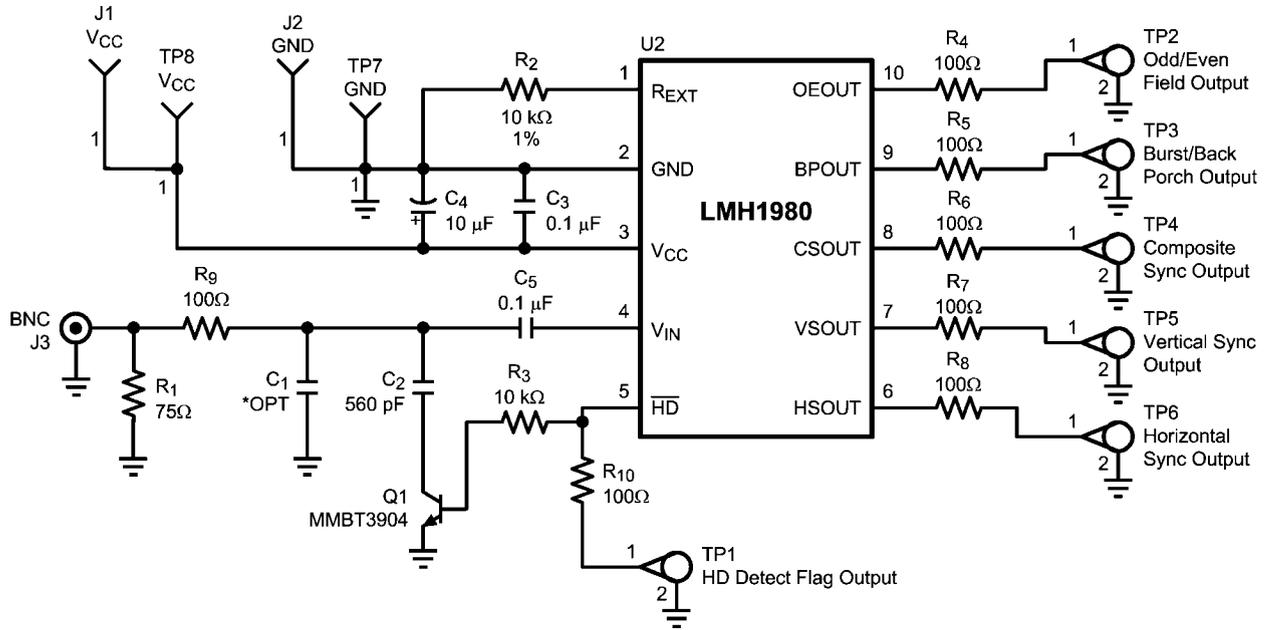 J1
VCC
TP8
VCC
1
1
J2
GND
TP7
GND
1
1
R2
10 kΩ
1%
C4
10 µF
+
C3
0.1 µF
U2
LMH1980
1
REXT
2
GND
3
VCC
4
VIN
5
HD
OEOUT
10
BPOUT
9
CSOUT
8
VSOUT
7
HSOUT
6
R4
100Ω
R5
100Ω
R6
100Ω
R7
100Ω
R8
100Ω
1
2
TP2
Odd/Even
Field Output
1
2
TP3
Burst/Back
Porch Output
1
2
TP4
Composite
Sync Output
1
2
TP5
Vertical Sync
Output
1
2
TP6
Horizontal
Sync Output
BNC
J3
R9
100Ω
R1
75Ω
C1
*OPT
C2
560 pF
C5
0.1 µF
R3
10 kΩ
Q1
MMBT3904
R10
100Ω
1
2
TP1
HD Detect Flag Output